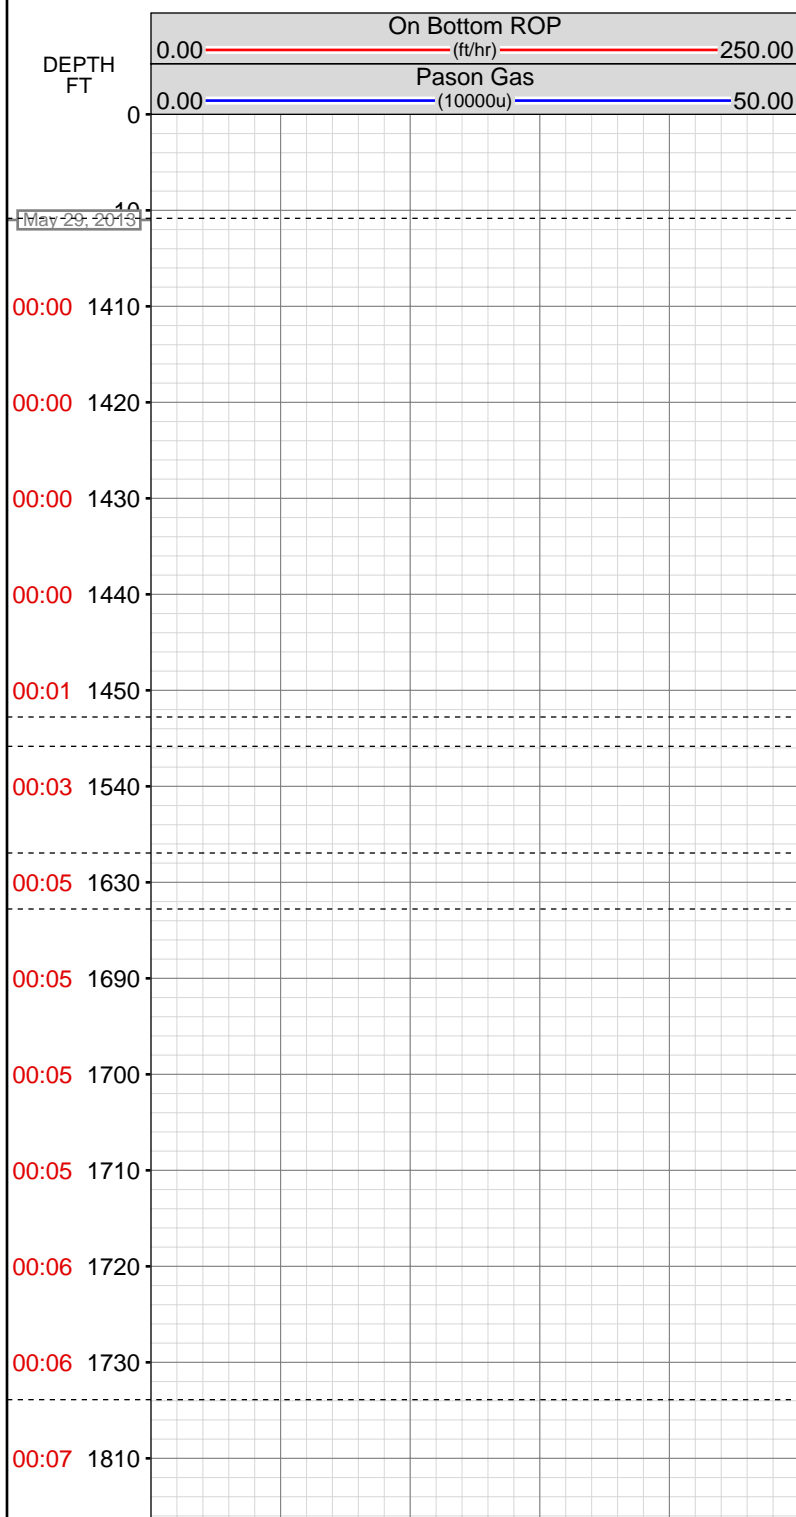 On Bottom ROP
0.00 (ft/hr) 250.00
DEPTH
FT
Pason Gas
0.00 (10000u) 50.00
0
10
May 29, 2013
00:00 1410
00:00 1420
00:00 1430
00:00 1440
00:01 1450
00:03 1540
00:05 1630
00:05 1690
00:05 1700
00:05 1710
00:06 1720
00:06 1730
00:07 1810